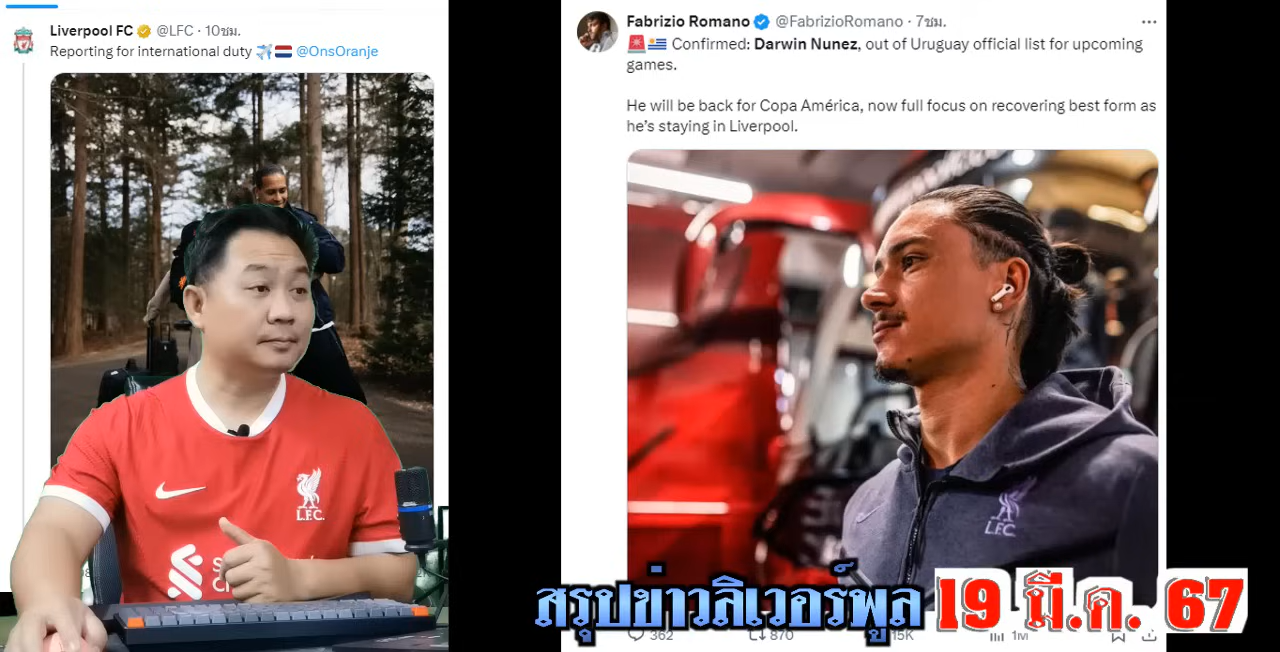 Liverpool FC @LFC · 10ชม.
Reporting for international duty @OnsOranje
Fabrizio Romano @FabrizioRomano · 7ชม.
Confirmed: Darwin Nunez, out of Uruguay official list for upcoming
games.
He will be back for Copa América, now full focus on recovering best form as
he's staying in Liverpool.
L.F.C.
L.F.C.
สรุปข่าวลิเวอร์พูล 19 มี.ค. 67
362 870 15K 1M